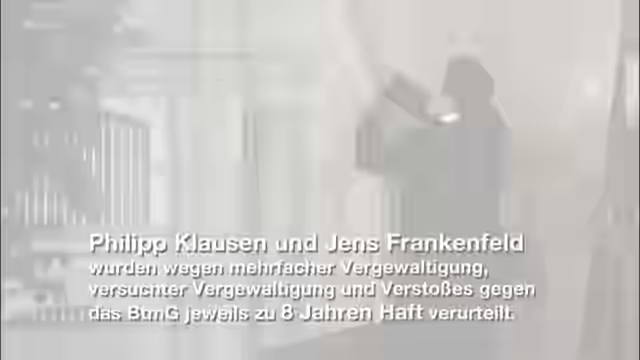 Philipp Klausen und Jens Frankenfeld
wurden wegen mehrfacher Vergewaltigung,
versuchter Vergewaltigung und Verstoßes gegen
das BtmG jeweils zu 8 Jahren Haft verurteilt.